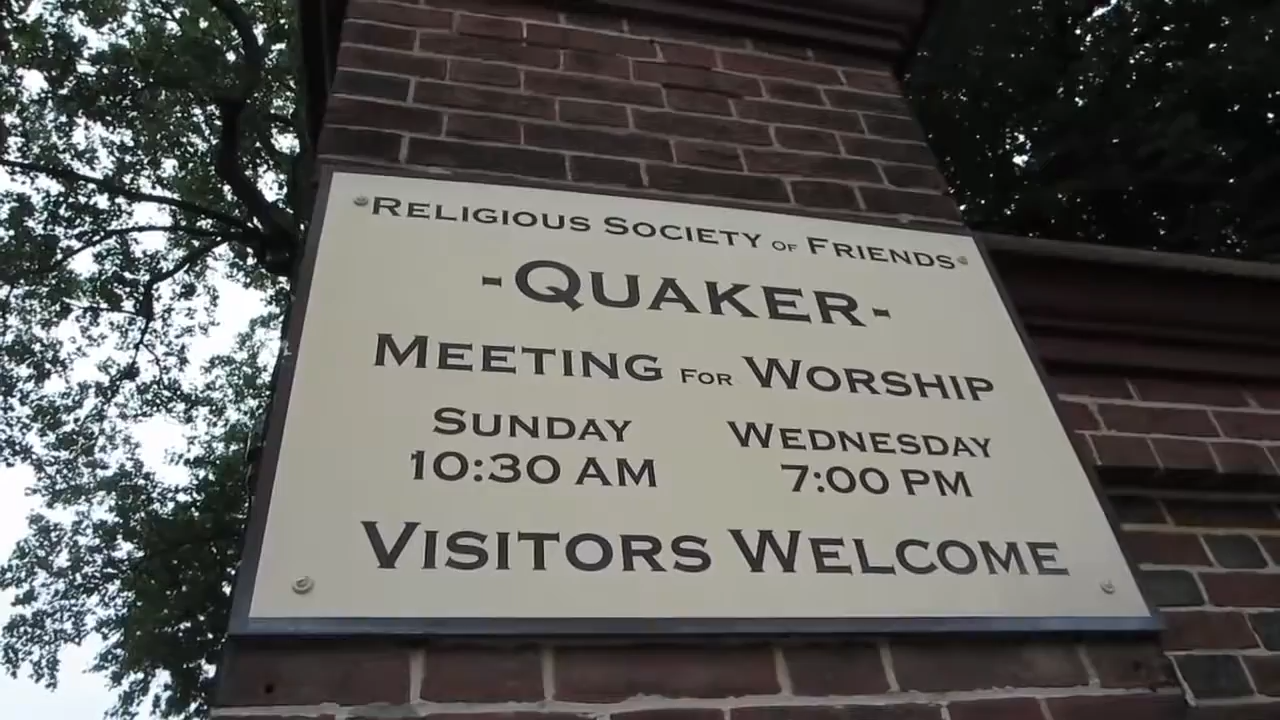 RELIGIOUS SOCIETY OF FRIENDS
-QUAKER-
MEETING FOR WORSHIP
SUNDAY WEDNESDAY
10:30 AM 7:00 PM
VISITORS WELCOME